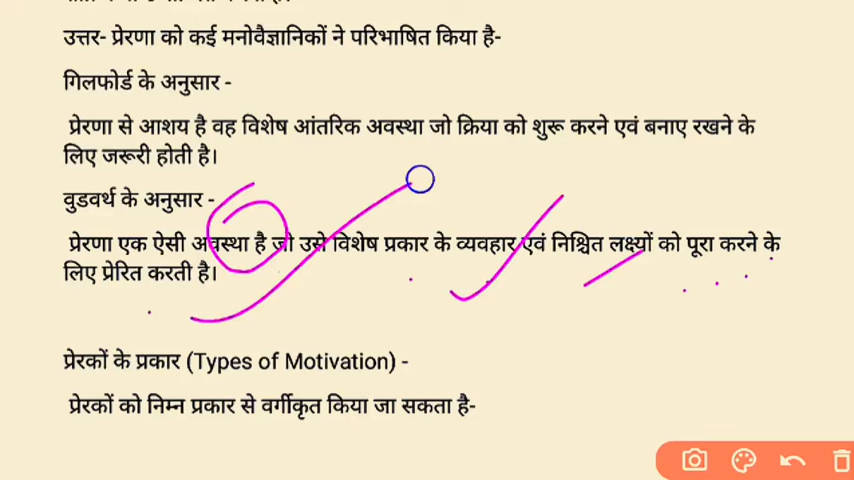 उत्तर- प्रेरणा को कई मनोवैज्ञानिकों ने परिभाषित किया है-
गिलफोर्ड के अनुसार -
प्रेरणा से आशय है वह विशेष आंतरिक अवस्था जो क्रिया को शुरू करने एवं बनाए रखने के
लिए जरूरी होती है।
वुडवर्थ के अनुसार -
प्रेरणा एक ऐसी अवस्था है जो उसे विशेष प्रकार के व्यवहार एवं निश्चित लक्ष्यों को पूरा करने के
लिए प्रेरित करती है।
प्रेरकों के प्रकार (Types of Motivation) -
प्रेरकों को निम्न प्रकार से वर्गीकृत किया जा सकता है-